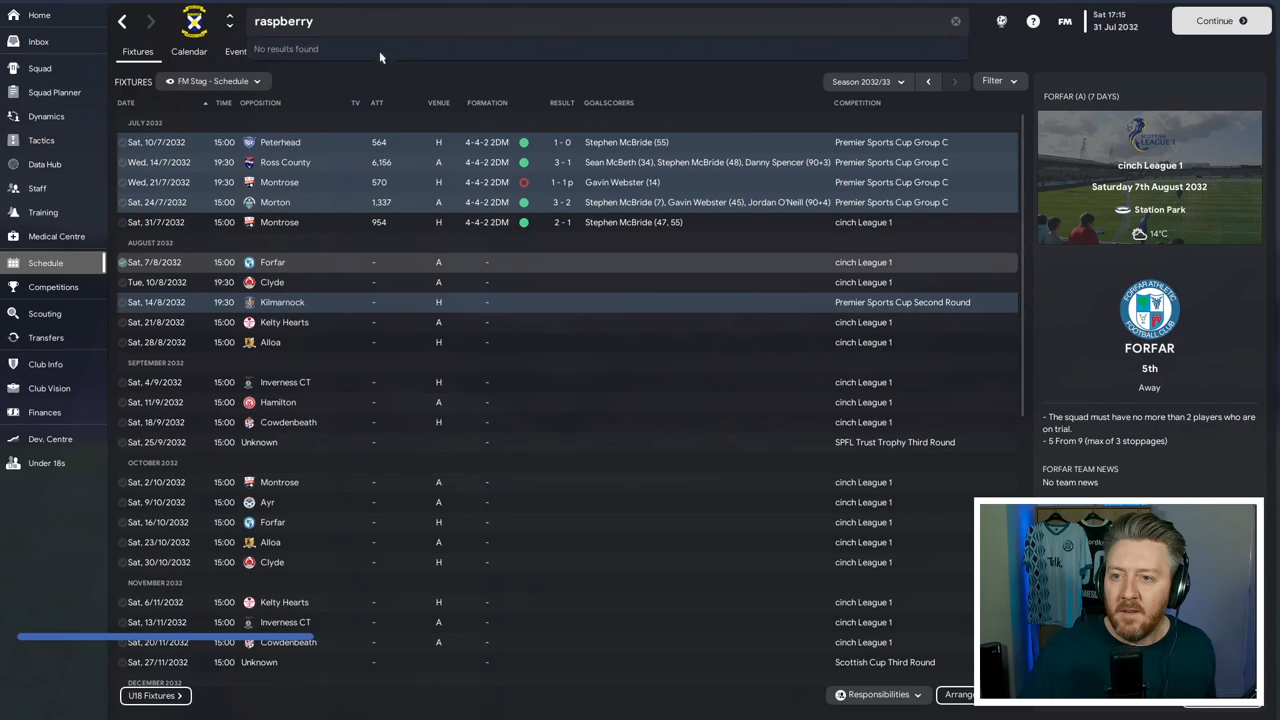 Home
raspberry
Sat 17:15
31 Jul 2032
FM
Continue
Inbox
Fixtures Calendar Event
No results found
Squad
Squad Planner
Dynamics
Tactics
Data Hub
Staff
Training
Medical Centre
Schedule
Competitions
Scouting
Transfers
Club Info
Club Vision
Finances
Dev. Centre
Under 18s
FIXTURES FM Stag - Schedule Season 2032/33 Filter
DATE TIME OPPOSITION TV ATT VENUE FORMATION RESULT GOALSCORERS COMPETITION
JULY 2032
Sat, 10/7/2032 15:00 Peterhead 564 H 4-4-2 2DM 1 - 0 Stephen McBride (55) Premier Sports Cup Group C
Wed, 14/7/2032 19:30 Ross County 6,156 A 4-4-2 2DM 3 - 1 Sean McBeth (34), Stephen McBride (48), Danny Spencer (90+3) Premier Sports Cup Group C
Wed, 21/7/2032 19:30 Montrose 570 H 4-4-2 2DM 1 - 1 p Gavin Webster (14) Premier Sports Cup Group C
Sat, 24/7/2032 15:00 Morton 1,337 A 4-4-2 2DM 3 - 2 Stephen McBride (7), Gavin Webster (45), Jordan O'Neill (90+4) Premier Sports Cup Group C
Sat, 31/7/2032 15:00 Montrose 954 H 4-4-2 2DM 2 - 1 Stephen McBride (47, 55) cinch League 1
AUGUST 2032
Sat, 7/8/2032 15:00 Forfar - A - cinch League 1
Tue, 10/8/2032 19:30 Clyde - A - cinch League 1
Sat, 14/8/2032 19:30 Kilmarnock - H - Premier Sports Cup Second Round
Sat, 21/8/2032 15:00 Kelty Hearts - A - cinch League 1
Sat, 28/8/2032 15:00 Alloa - H - cinch League 1
SEPTEMBER 2032
Sat, 4/9/2032 15:00 Inverness CT - H - cinch League 1
Sat, 11/9/2032 15:00 Hamilton - A - cinch League 1
Sat, 18/9/2032 15:00 Cowdenbeath - H - cinch League 1
Sat, 25/9/2032 15:00 Unknown - - SPFL Trust Trophy Third Round
OCTOBER 2032
Sat, 2/10/2032 15:00 Montrose - A - cinch League 1
Sat, 9/10/2032 15:00 Ayr - A - cinch League 1
Sat, 16/10/2032 15:00 Forfar - H - cinch League 1
Sat, 23/10/2032 15:00 Alloa - A - cinch League 1
Sat, 30/10/2032 15:00 Clyde - H - cinch League 1
NOVEMBER 2032
Sat, 6/11/2032 15:00 Kelty Hearts - H - cinch League 1
Sat, 13/11/2032 15:00 Inverness CT - A - cinch League 1
Sat, 20/11/2032 15:00 Cowdenbeath - A - cinch League 1
Sat, 27/11/2032 15:00 Unknown - - Scottish Cup Third Round
DECEMBER 2032
U18 Fixtures Responsibilities Arrange
FORFAR (A) (7 DAYS)
SCOTTISH
LEAGUE 1
cinch League 1
Saturday 7th August 2032
Station Park
14°C
FORFAR ATHLETIC
FOOTBALL CLUB
FORFAR
5th
Away
- The squad must have no more than 2 players who are
on trial.
- 5 From 9 (max of 3 stoppages)
FORFAR TEAM NEWS
No team news
Talk.